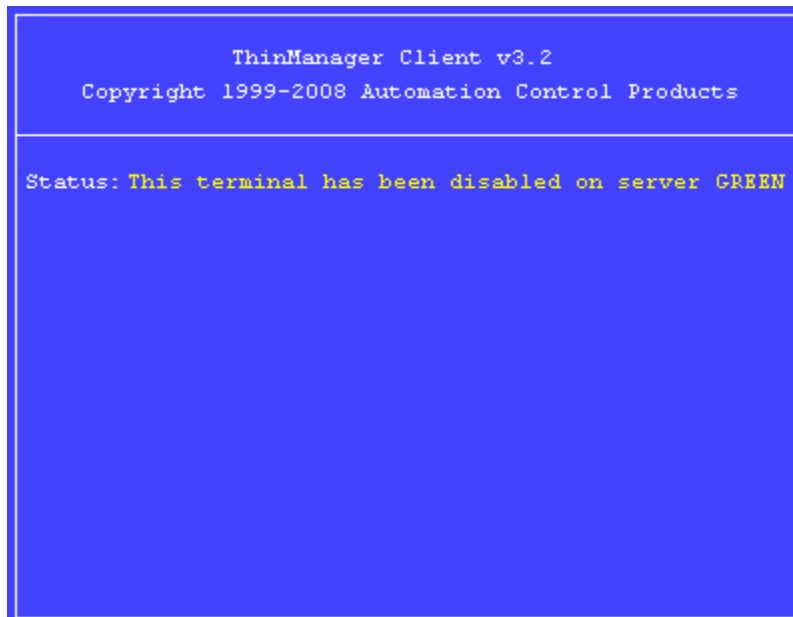 ThinManager Client v3.2
Copyright 1999-2008 Automation Control Products
Status: This terminal has been disabled on server GREEN